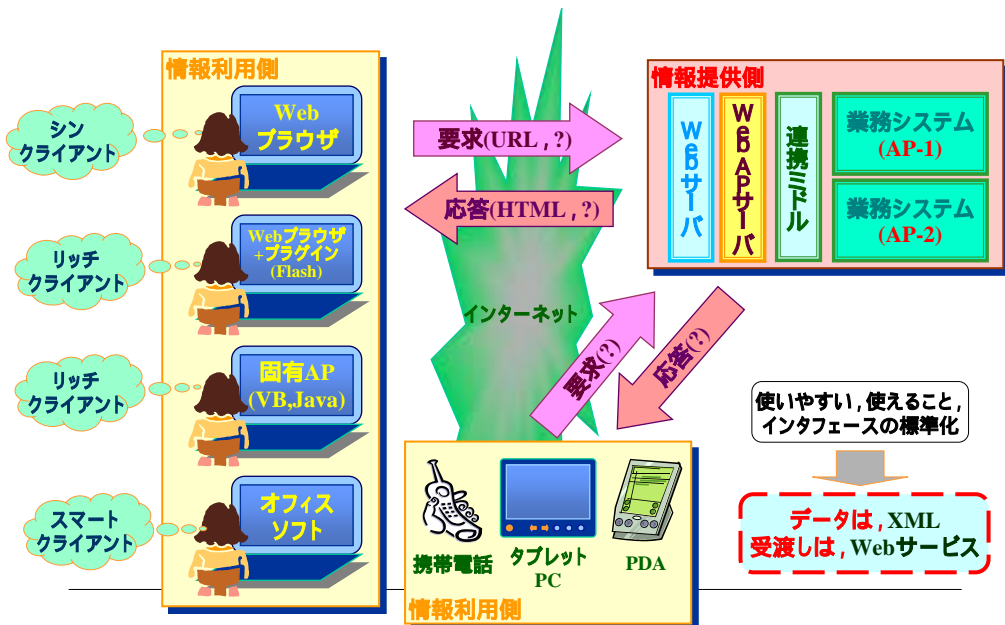 情報利用側
シン
クライアント
Web
ブラウザ
リッチ
クライアント
Webブラウザ
+プラグイン
(Flash)
リッチ
クライアント
固有AP
(VB,Java)
スマート
クライアント
オフィス
ソフト
要求(URL , ?)
応答(HTML , ?)
インターネット
要求(?)
応答(?)
情報提供側
Webサーバ
WebAPサーバ
連携ミドル
業務システム
(AP-1)
業務システム
(AP-2)
携帯電話
タブレット
PC
PDA
情報利用側
使いやすい , 使えること ,
インタフェースの標準化
データは , XML
受渡しは , Webサービス